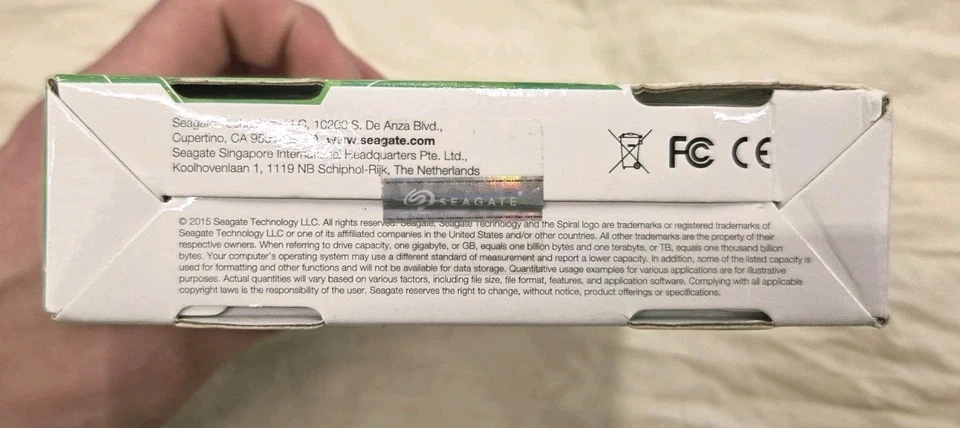 LLC, 10200 S. De Anza Blvd.,
Cupertino, CA www.seagate.com
Seagate Singapore International Headquarters Pte. Ltd.,
Koolhovenlaan 1, 1119 NB Schiphol-Rijk, The Netherlands
FC CE
SEAGATE
© 2015 Seagate Technology LLC. All rights reserved. Seagate, Seagate Technology and the Spiral logo are trademarks or registered trademarks of
Seagate Technology LLC or one of its affiliated companies in the United States and/or other countries. All other trademarks are the property of their
respective owners. When referring to drive capacity, one gigabyte, or GB, equals one billion bytes and one terabyte, or TB, equals one thousand billion
bytes. Your computer's operating system may use a different standard of measurement and report a lower capacity. In addition, some of the listed capacity is
used for formatting and other functions and will not be available for data storage. Quantitative usage examples for various applications are for illustrative
purposes. Actual quantities will vary based on various factors, including file size, file format, features, and application software. Complying with all applicable
copyright laws is the responsibility of the user. Seagate reserves the right to change, without notice, product offerings or specifications.